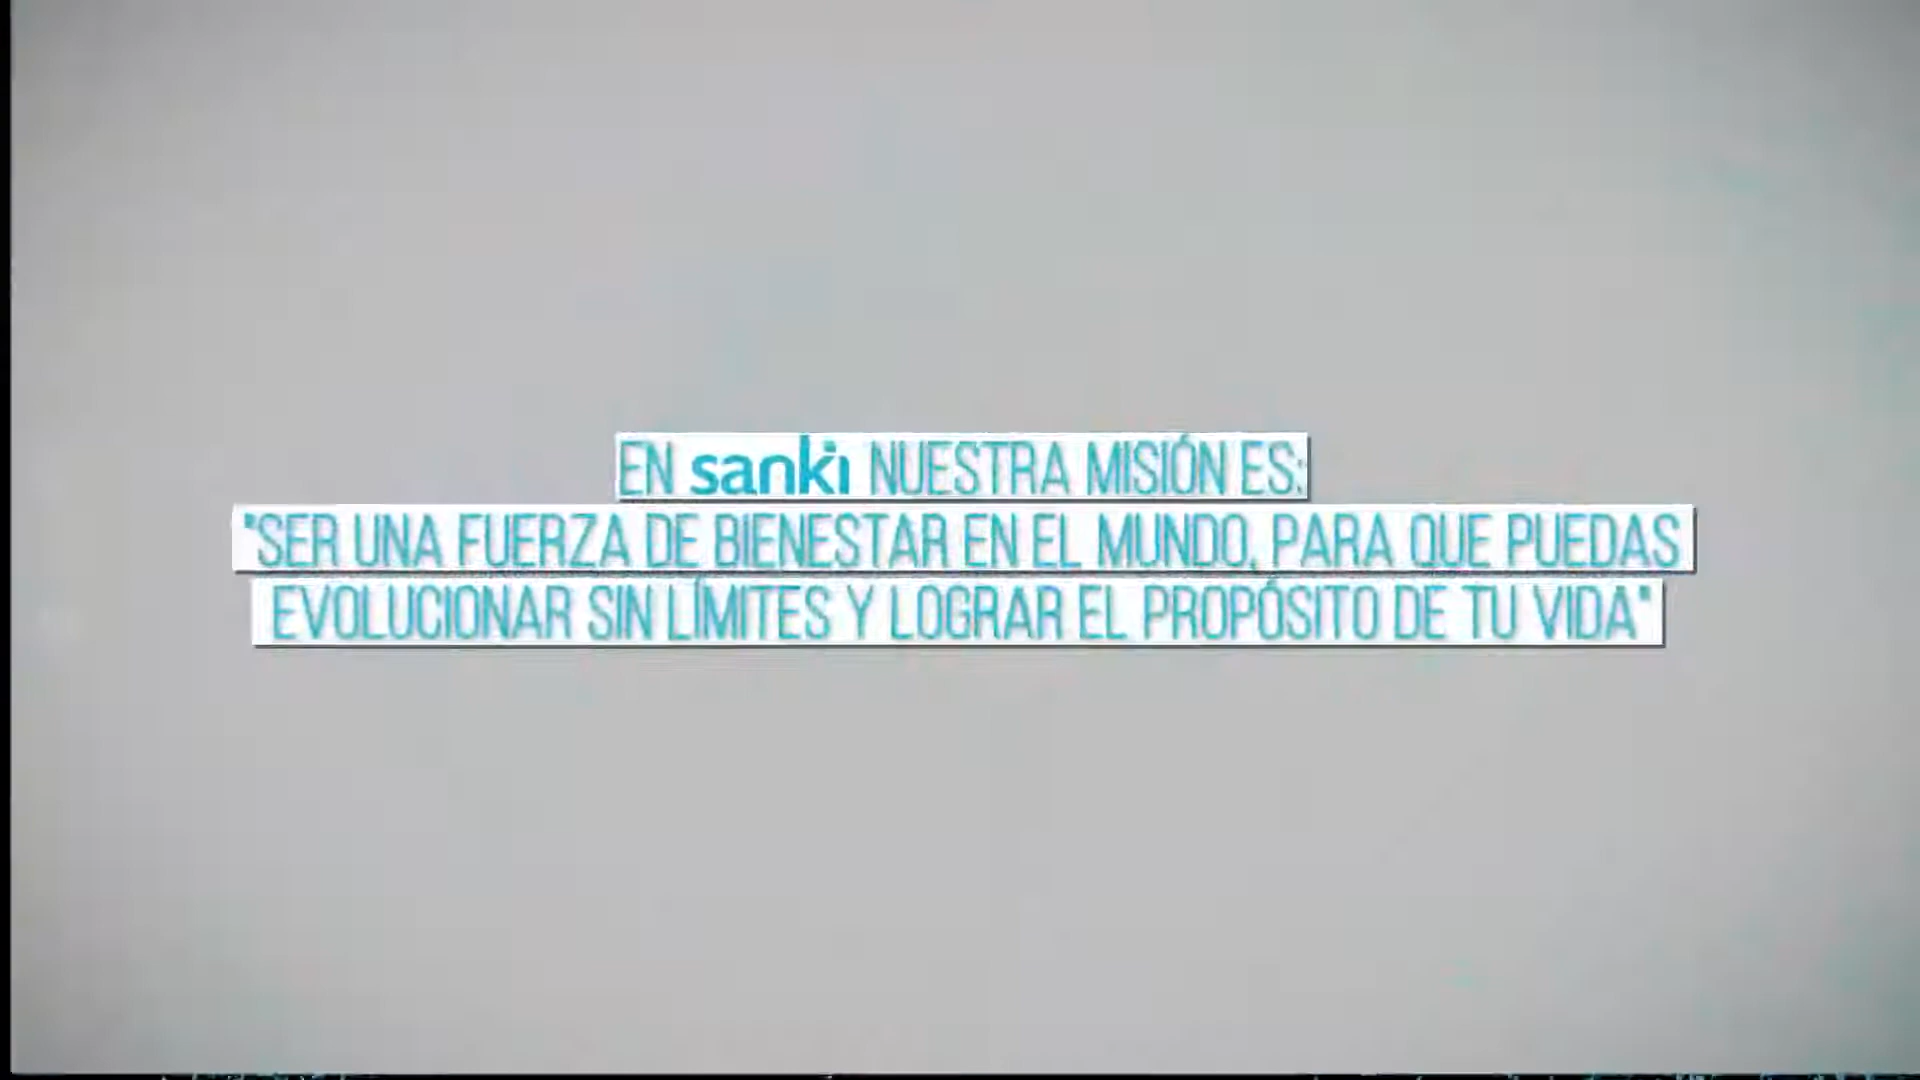 EN sanki NUESTRA MISIÓN ES:
"SER UNA FUERZA DE BIENESTAR EN EL MUNDO, PARA QUE PUEDAS
EVOLUCIONAR SIN LÍMITES Y LOGRAR EL PROPÓSITO DE TU VIDA"